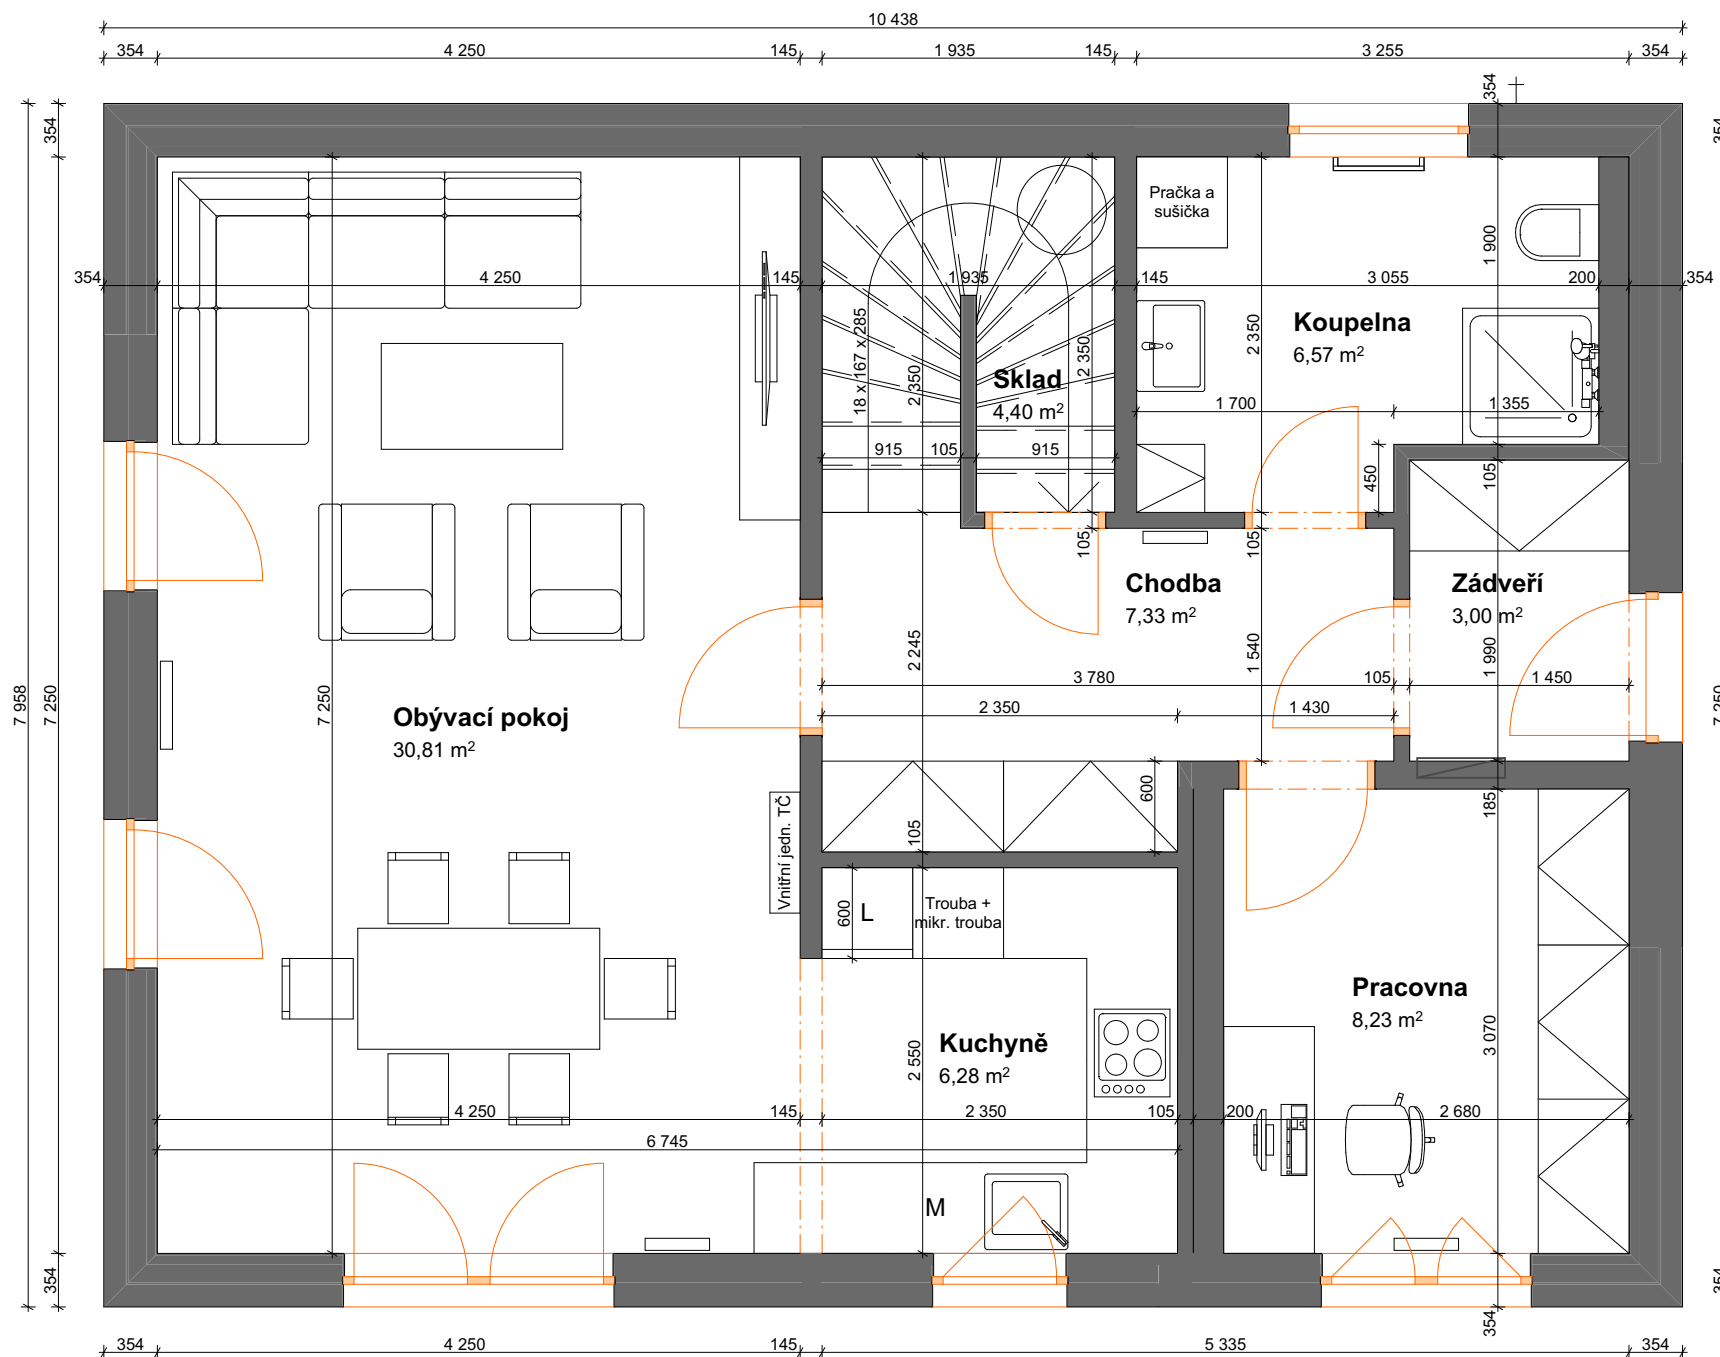 10 438
354
4 250
145
1 935
145
3 255
354
354
354
354
Pračka a
sušička
1 900
354
4 250
145
1 935
145
3 055
200
354
18 x 167 x 285
2 350
2 350
2 350
Koupelna
6,57 m²
Sklad
4,40 m²
1 700
1 355
915
105
915
450
105
105
105
Chodba
7,33 m²
Zádveří
3,00 m²
2 245
1 540
1 990
3 780
105
1 450
2 350
1 430
7 958
7 250
7 250
7 250
Obývací pokoj
30,81 m²
600
185
Vnitřní jedn. TČ
105
600
L
Trouba +
mikr. trouba
Pracovna
8,23 m²
Kuchyně
6,28 m²
2 550
3 070
4 250
145
2 350
105
200
2 680
6 745
M
354
354
354
354
4 250
145
5 335
354